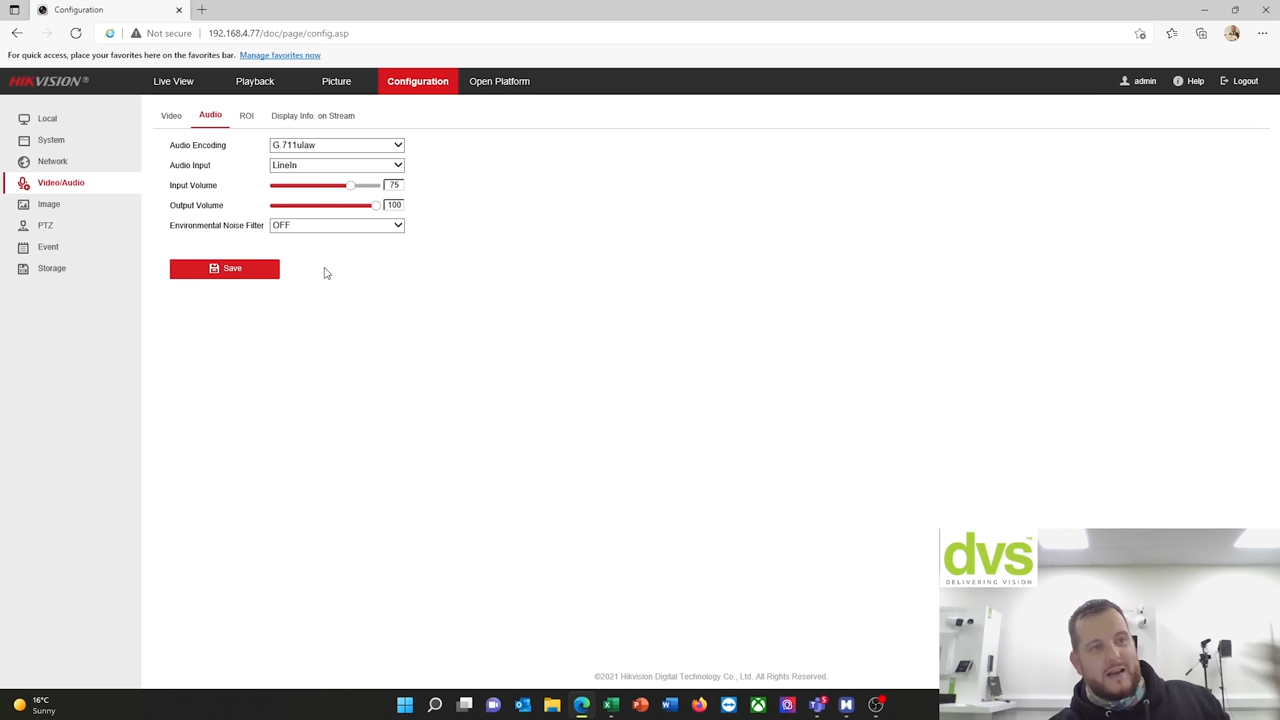 Configuration
Not secure 192.168.4.77/doc/page/config.asp
For quick access, place your favorites here on the favorites bar. Manage favorites now
HIKVISION® Live View Playback Picture Configuration Open Platform admin Help Logout
Local
System
Network
Video/Audio
Image
PTZ
Event
Storage
Video Audio ROI Display Info. on Stream
Audio Encoding G.711ulaw
Audio Input LineIn
Input Volume 75
Output Volume 100
Environmental Noise Filter OFF
Save
dvs™
DELIVERING VISION
©2021 Hikvision Digital Technology Co., Ltd. All Rights Reserved.
16°C
Sunny
5